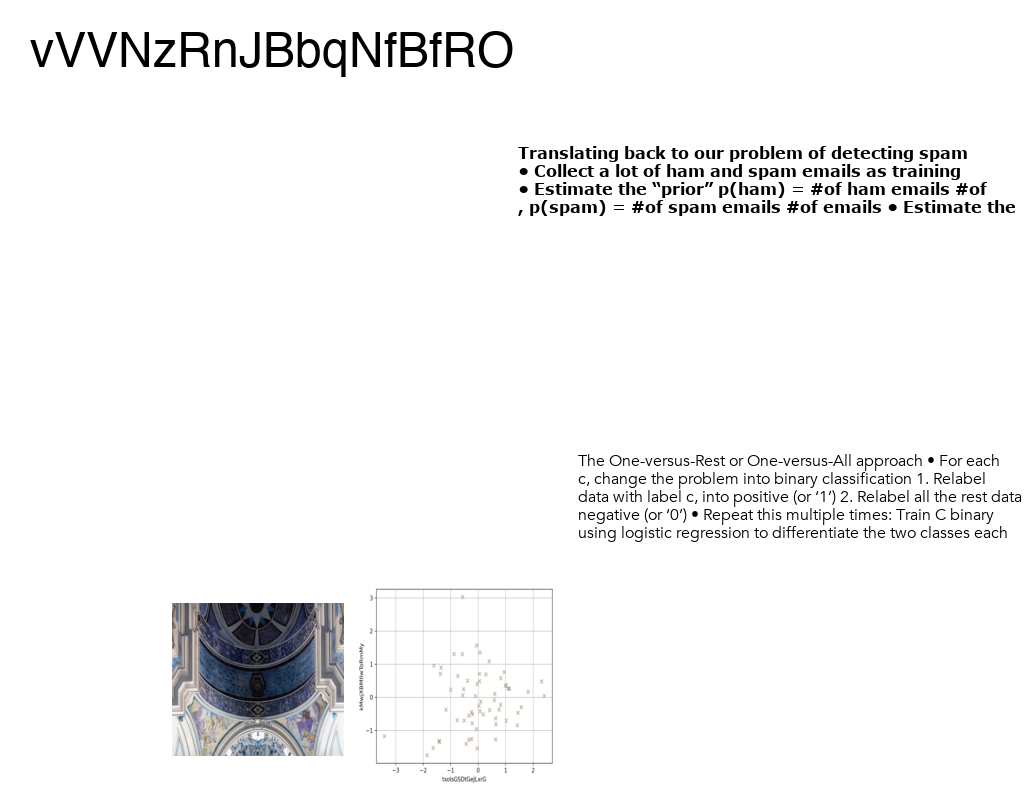 vVVNzRnJBbqNfBfRO
Translating back to our problem of detecting spam
• Collect a lot of ham and spam emails as training
• Estimate the “prior” p(ham) = #of ham emails #of
, p(spam) = #of spam emails #of emails • Estimate the
The One-versus-Rest or One-versus-All approach • For each
c, change the problem into binary classification 1. Relabel
data with label c, into positive (or ‘1’) 2. Relabel all the rest data
negative (or ‘0’) • Repeat this multiple times: Train C binary
using logistic regression to differentiate the two classes each
3
2
1
0
−1
−3 −2 −1 0 1 2